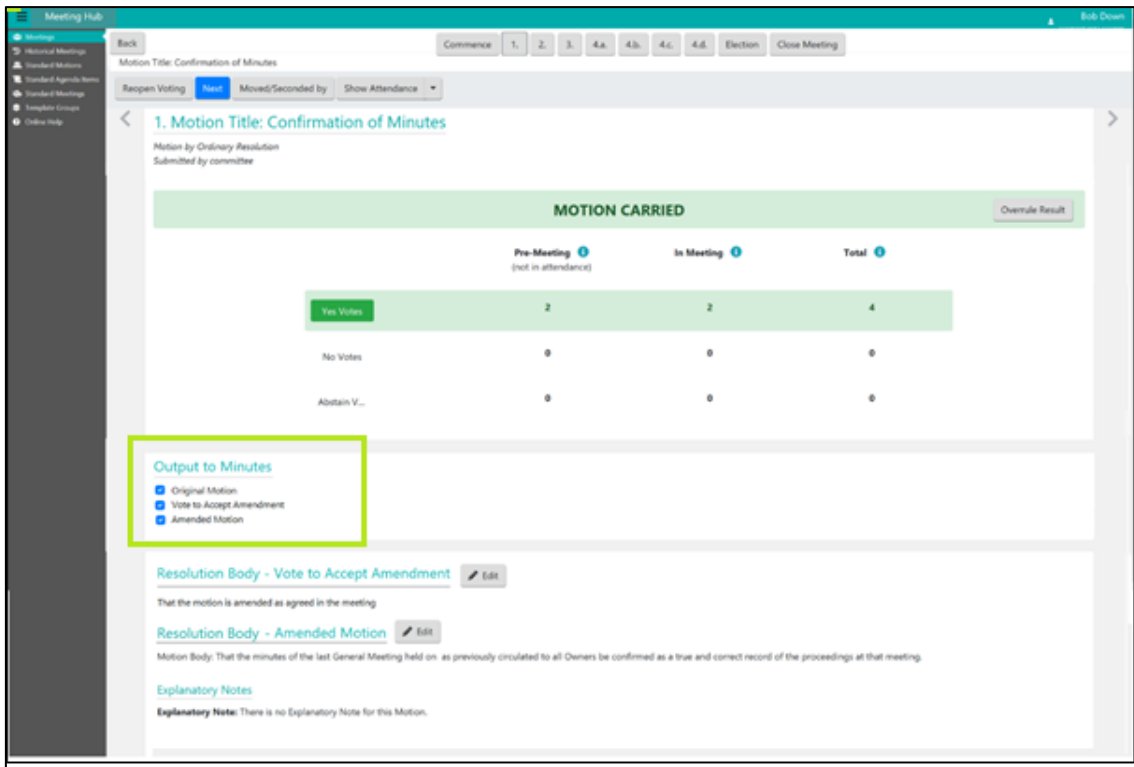 Meeting Hub
Bob Down
Meetings
Historical Meetings
Standard Motions
Standard Agenda Items
Standard Meetings
Template Groups
Online Help
Back
Commence 1. 2. 3. 4.a. 4.b. 4.c. 4.d. Election Close Meeting
Motion Title: Confirmation of Minutes
Reopen Voting Next Moved/Seconded by Show Attendance
1. Motion Title: Confirmation of Minutes
Motion by Ordinary Resolution
Submitted by committee
MOTION CARRIED
Overrule Result
Pre-Meeting In Meeting Total
(not in attendance)
Yes Votes 2 2 4
No Votes 0 0 0
Abstain V... 0 0 0
Output to Minutes
Original Motion
Vote to Accept Amendment
Amended Motion
Resolution Body - Vote to Accept Amendment Edit
That the motion is amended as agreed in the meeting
Resolution Body - Amended Motion Edit
Motion Body: That the minutes of the last General Meeting held on as previously circulated to all Owners be confirmed as a true and correct record of the proceedings at that meeting.
Explanatory Notes
Explanatory Note: There is no Explanatory Note for this Motion.